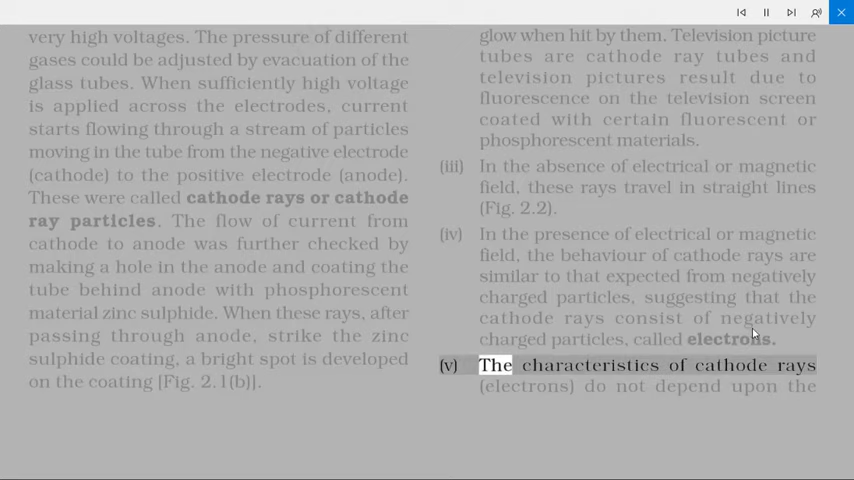 very high voltages. The pressure of different
gases could be adjusted by evacuation of the
glass tubes. When sufficiently high voltage
is applied across the electrodes, current
starts flowing through a stream of particles
moving in the tube from the negative electrode
(cathode) to the positive electrode (anode).
These were called cathode rays or cathode
ray particles. The flow of current from
cathode to anode was further checked by
making a hole in the anode and coating the
tube behind anode with phosphorescent
material zinc sulphide. When these rays, after
passing through anode, strike the zinc
sulphide coating, a bright spot is developed
on the coating [Fig. 2.1(b)].
glow when hit by them. Television picture
tubes are cathode ray tubes and
television pictures result due to
fluorescence on the television screen
coated with certain fluorescent or
phosphorescent materials.
(iii) In the absence of electrical or magnetic
field, these rays travel in straight lines
(Fig. 2.2).
(iv) In the presence of electrical or magnetic
field, the behaviour of cathode rays are
similar to that expected from negatively
charged particles, suggesting that the
cathode rays consist of negatively
charged particles, called electrons.
(v) The characteristics of cathode rays
(electrons) do not depend upon the